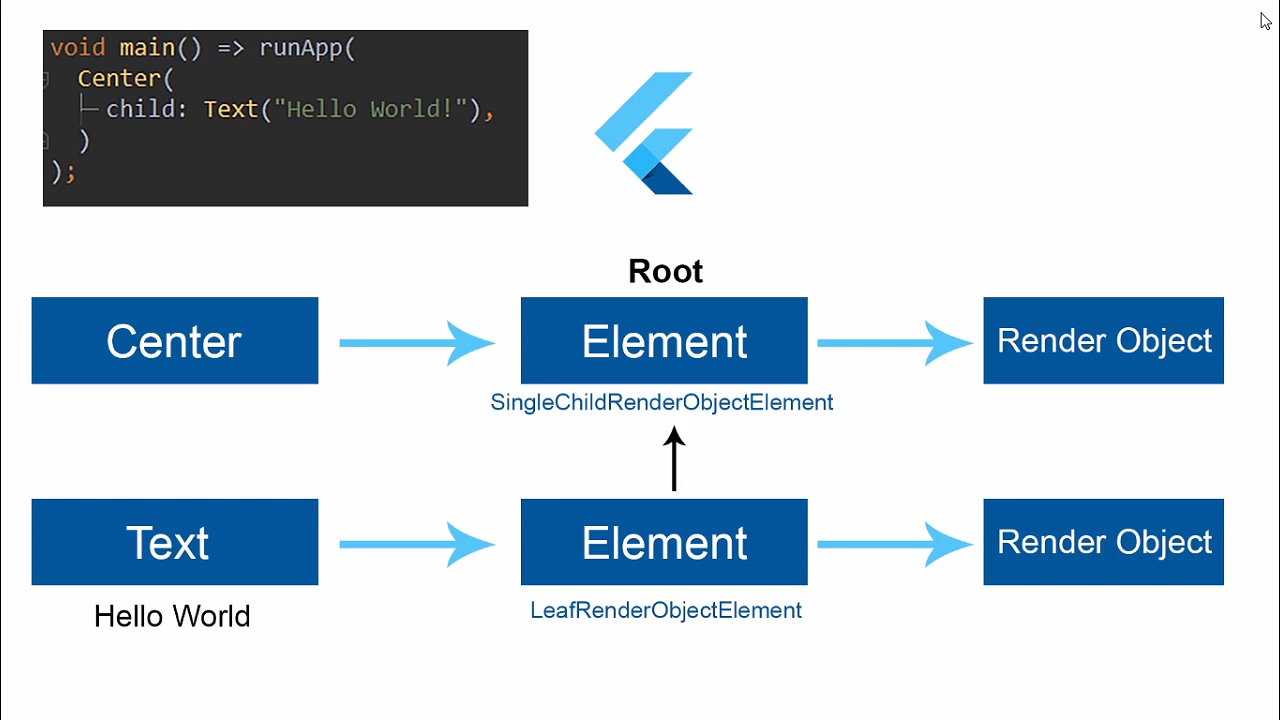 void main() => runApp(
Center(
child: Text("Hello World!"),
)
);
Root
Center
Element
Render Object
SingleChildRenderObjectElement
Text
Element
Render Object
Hello World
LeafRenderObjectElement